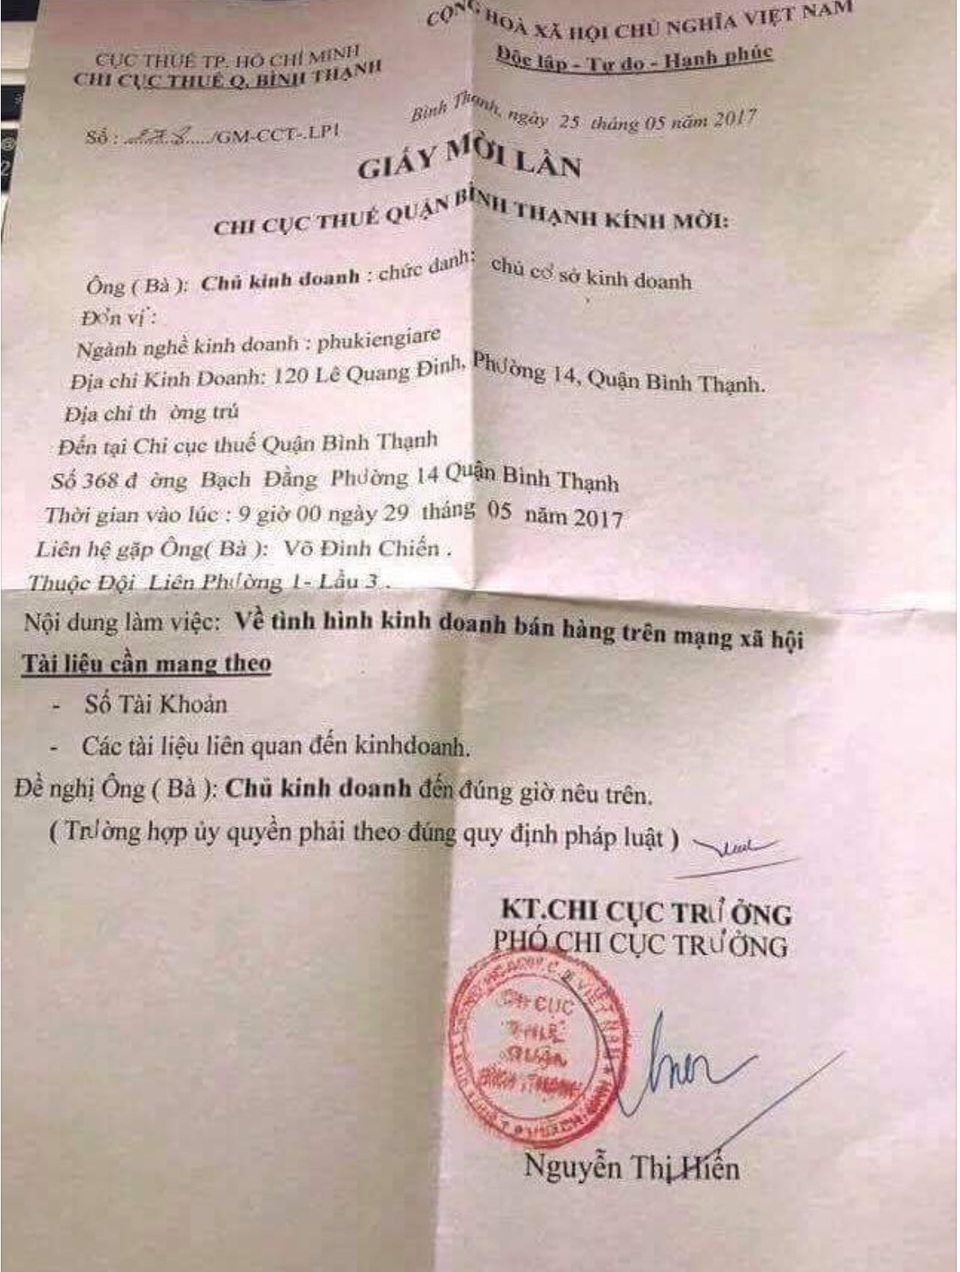 CỘNG HOÀ XÃ HỘI CHỦ NGHĨA VIỆT NAM
Độc lập - Tự do - Hạnh phúc
CỤC THUẾ TP. HỒ CHÍ MINH
CHI CỤC THUẾ Q. BÌNH THẠNH
Số : ....../GM-CCT-.LP1
Bình Thạnh, ngày 25 tháng 05 năm 2017
GIẤY MỜI LẦN
CHI CỤC THUẾ QUẬN BÌNH THẠNH KÍNH MỜI:
Ông ( Bà ): Chủ kinh doanh : chức danh: chủ cơ sở kinh doanh
Đơn vị :
Ngành nghề kinh doanh : phukiengiare
Địa chỉ Kinh Doanh: 120 Lê Quang Định, Phường 14, Quận Bình Thạnh.
Địa chỉ th ờng trú
Đến tại Chi cục thuế Quận Bình Thạnh
Số 368 đ ờng Bạch Đằng Phường 14 Quận Bình Thạnh
Thời gian vào lúc : 9 giờ 00 ngày 29 tháng 05 năm 2017
Liên hệ gặp Ông( Bà ): Võ Đình Chiến .
Thuộc Đội Liên Phường 1- Lầu 3 .
Nội dung làm việc: Về tình hình kinh doanh bán hàng trên mạng xã hội
Tài liệu cần mang theo
- Số Tài Khoản
- Các tài liệu liên quan đến kinhdoanh.
Đề nghị Ông ( Bà ): Chủ kinh doanh đến đúng giờ nêu trên.
( Trường hợp ủy quyền phải theo đúng quy định pháp luật )
KT.CHI CỤC TRƯỞNG
PHÓ CHI CỤC TRƯỞNG
CHI CỤC
THUẾ
QUẬN
BÌNH THẠNH
Nguyễn Thị Hiến